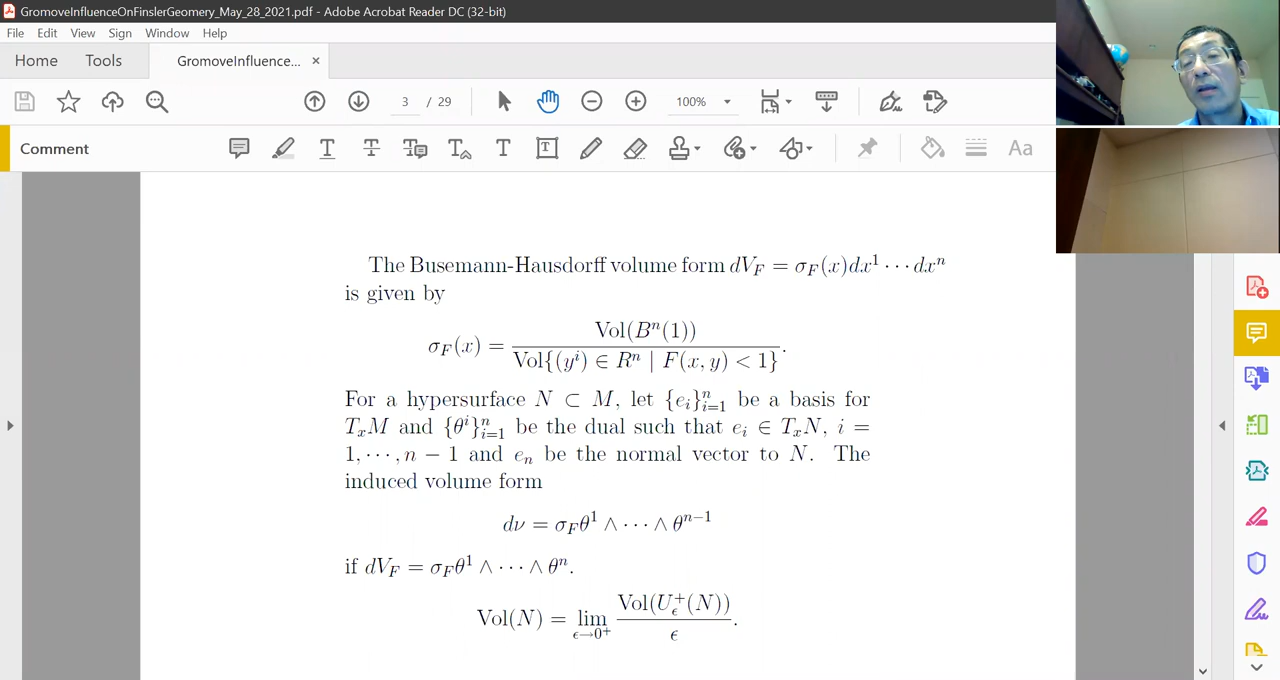 GromoveInfluenceOnFinslerGeomery_May_28_2021.pdf - Adobe Acrobat Reader DC (32-bit)
File Edit View Sign Window Help
Home Tools GromoveInfluence... ×
3 / 29 100%
Comment
Aa
The Busemann-Hausdorff volume form dV_F = σ_F(x)dx^1 ⋯ dx^n
is given by
σ_F(x) = Vol(B^n(1)) / Vol{(y^i) ∈ R^n | F(x, y) < 1}.
For a hypersurface N ⊂ M, let {e_i}_{i=1}^n be a basis for
T_xM and {θ^i}_{i=1}^n be the dual such that e_i ∈ T_xN, i =
1, ⋯, n − 1 and e_n be the normal vector to N. The
induced volume form
dν = σ_F θ^1 ∧ ⋯ ∧ θ^{n−1}
if dV_F = σ_F θ^1 ∧ ⋯ ∧ θ^n.
Vol(N) = lim_{ϵ→0^+} Vol(U_ϵ^+(N)) / ϵ.